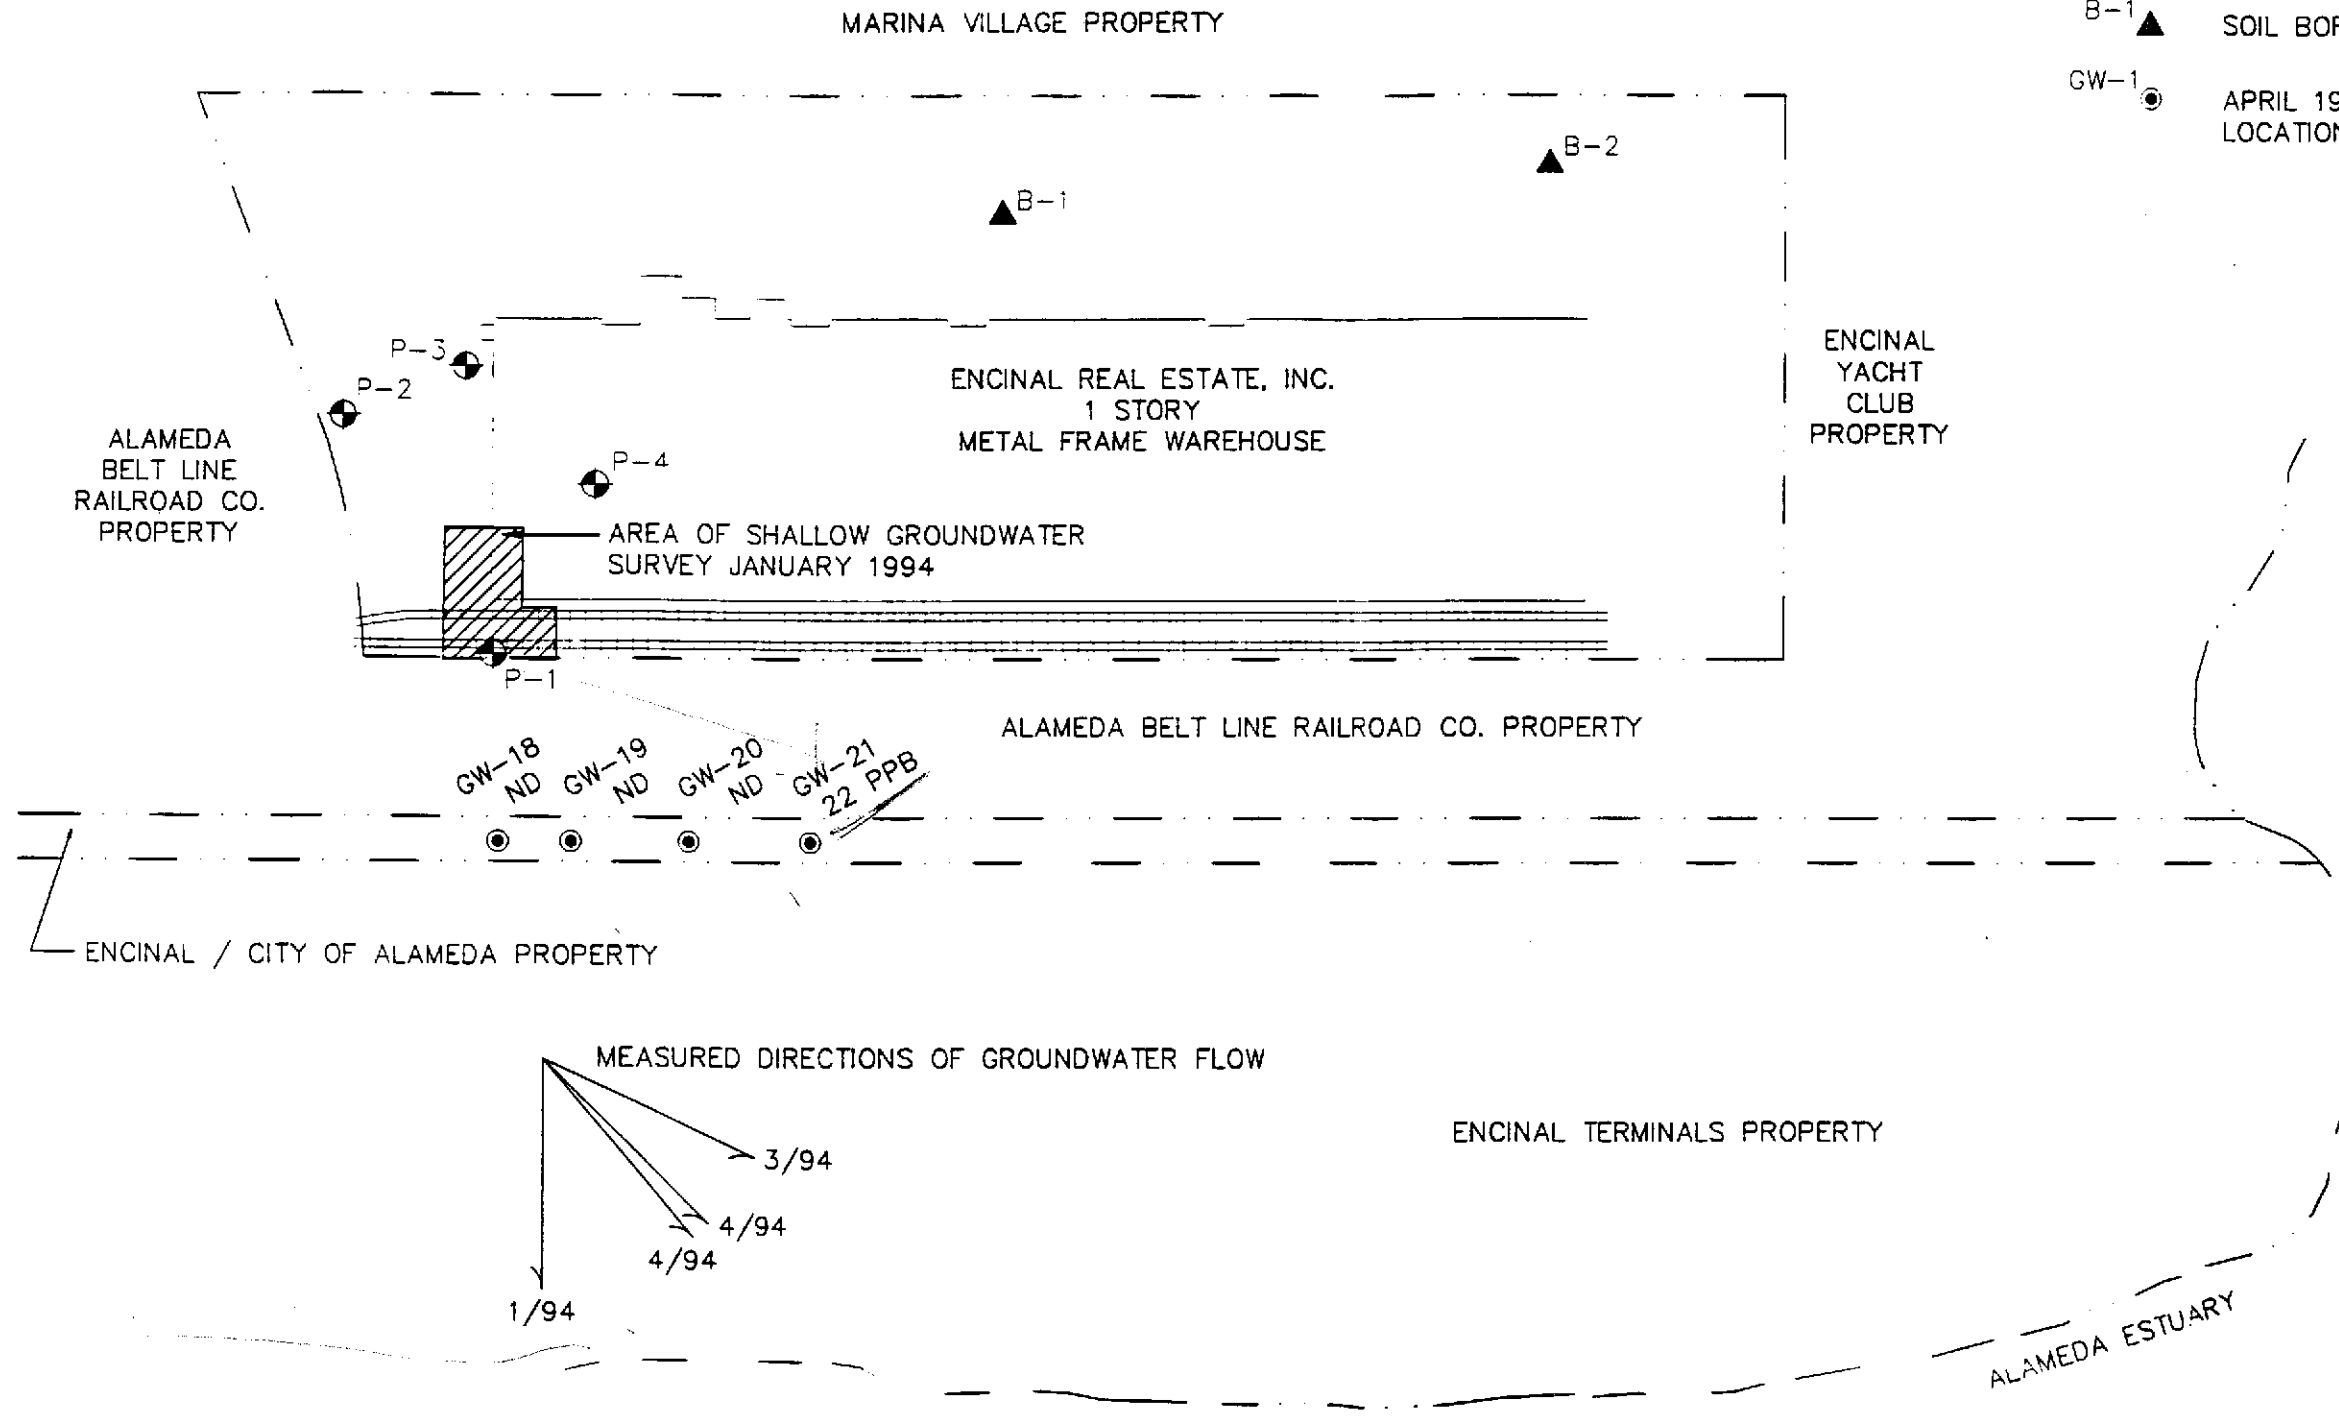 MARINA VILLAGE PROPERTY
B-1
SOIL
GW-1
APRIL
B-2
B-1
P-3
P-2
P-4
ALAMEDA
BELT LINE
RAILROAD CO.
PROPERTY
ENCINAL REAL ESTATE, INC.
1 STORY
METAL FRAME WAREHOUSE
ENCINAL
YACHT
CLUB
PROPERTY
AREA OF SHALLOW GROUNDWATER
SURVEY JANUARY 1994
P-1
ALAMEDA BELT LINE RAILROAD CO. PROPERTY
GW-18
ND
GW-19
ND
GW-20
ND
GW-21
22 PPB
ENCINAL / CITY OF ALAMEDA PROPERTY
MEASURED DIRECTIONS OF GROUNDWATER FLOW
3/94
4/94
4/94
1/94
ENCINAL TERMINALS PROPERTY
ALAMEDA ESTUARY